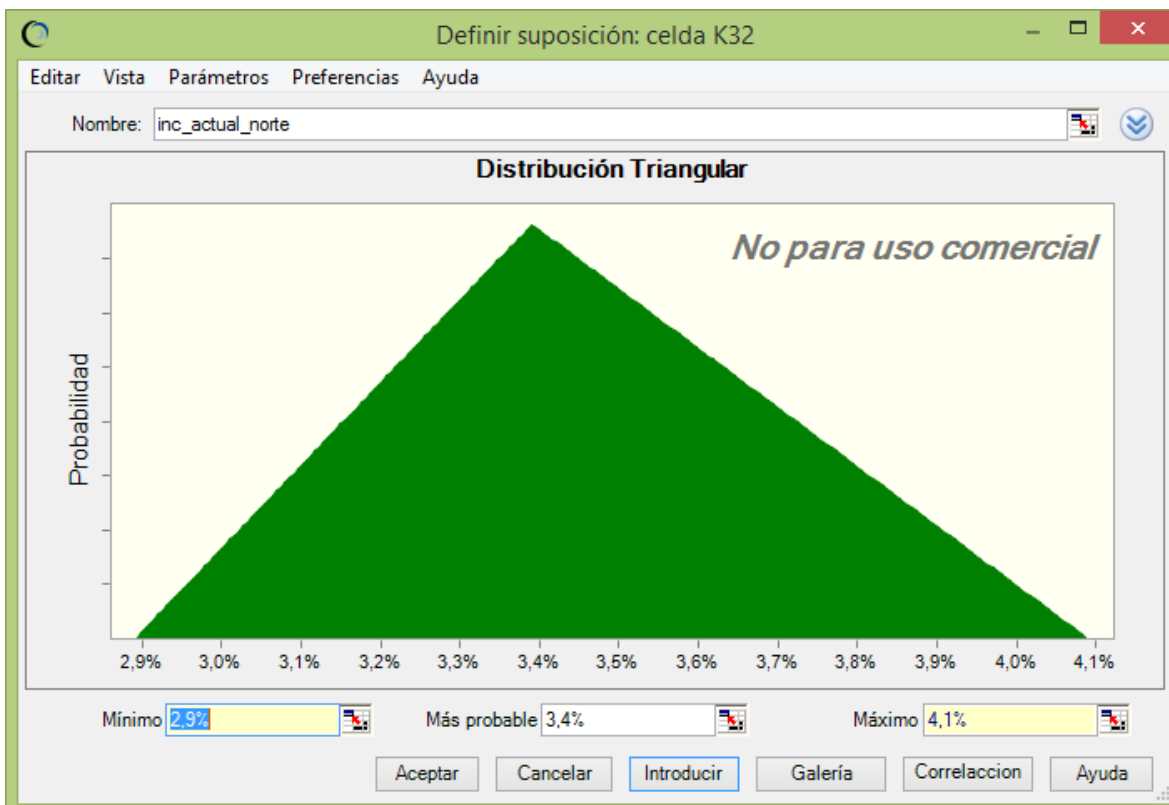 Definir suposición: celda K32
Editar Vista Parámetros Preferencias Ayuda
Nombre: inc_actual_norte
Distribución Triangular
No para uso comercial
Probabilidad
2,9% 3,0% 3,1% 3,2% 3,3% 3,4% 3,5% 3,6% 3,7% 3,8% 3,9% 4,0% 4,1%
Mínimo 2,9% Más probable 3,4% Máximo 4,1%
Aceptar Cancelar Introducir Galería Correlaccion Ayuda